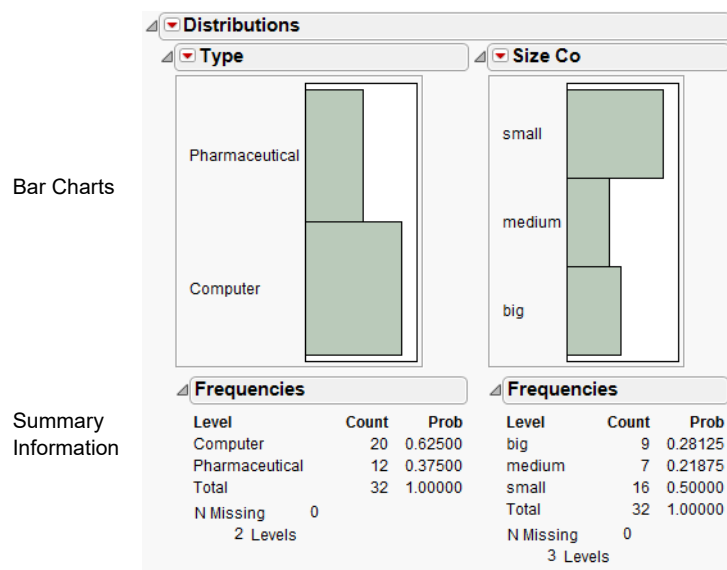 Distributions
Type
Pharmaceutical
Computer
Size Co
small
medium
big
Bar Charts
Summary
Information
Frequencies
Level Count Prob
Computer 20 0.62500
Pharmaceutical 12 0.37500
Total 32 1.00000
N Missing 0
2 Levels
Frequencies
Level Count Prob
big 9 0.28125
medium 7 0.21875
small 16 0.50000
Total 32 1.00000
N Missing 0
3 Levels